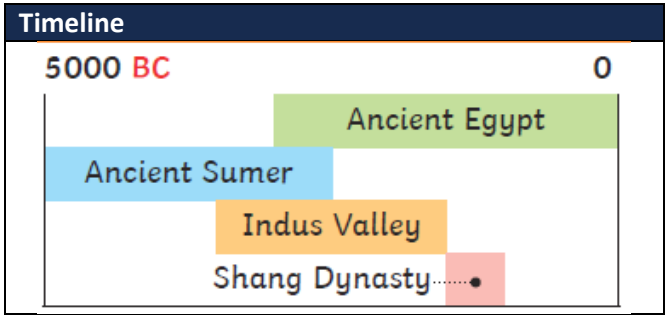 Timeline
5000 BC 0
Ancient Egypt
Ancient Sumer
Indus Valley
Shang Dynasty